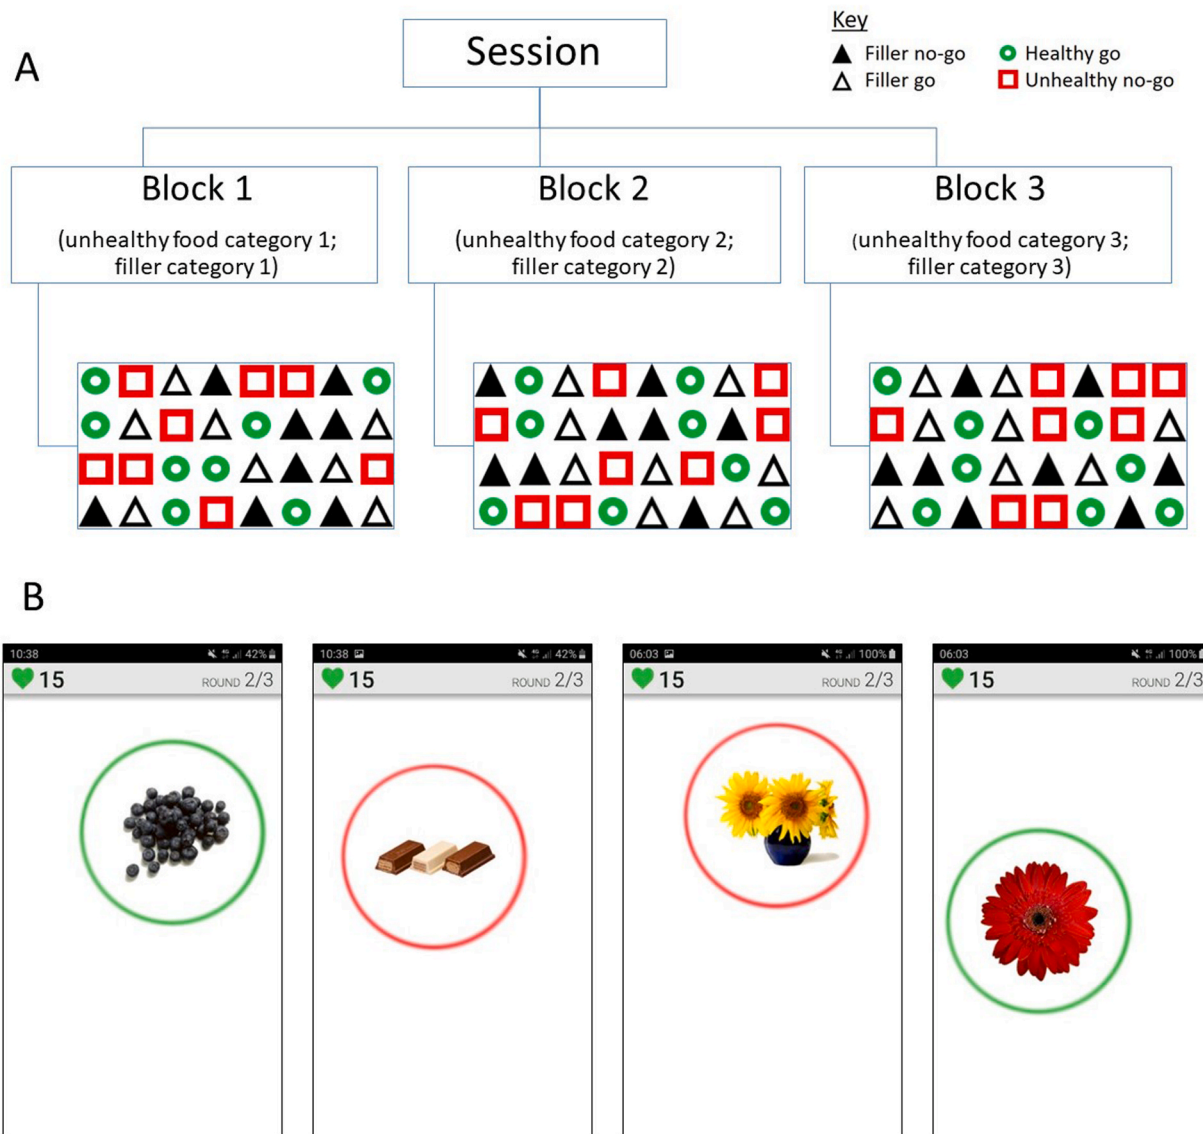 A
Session
Key
Filler no-go
Healthy go
Filler go
Unhealthy no-go
Block 1
(unhealthy food category 1;
filler category 1)
Block 2
(unhealthy food category 2;
filler category 2)
Block 3
(unhealthy food category 3;
filler category 3)
B
10:38
42%
15
ROUND 2/3
10:38
42%
15
ROUND 2/3
06:03
100%
15
ROUND 2/3
06:03
100%
15
ROUND 2/3